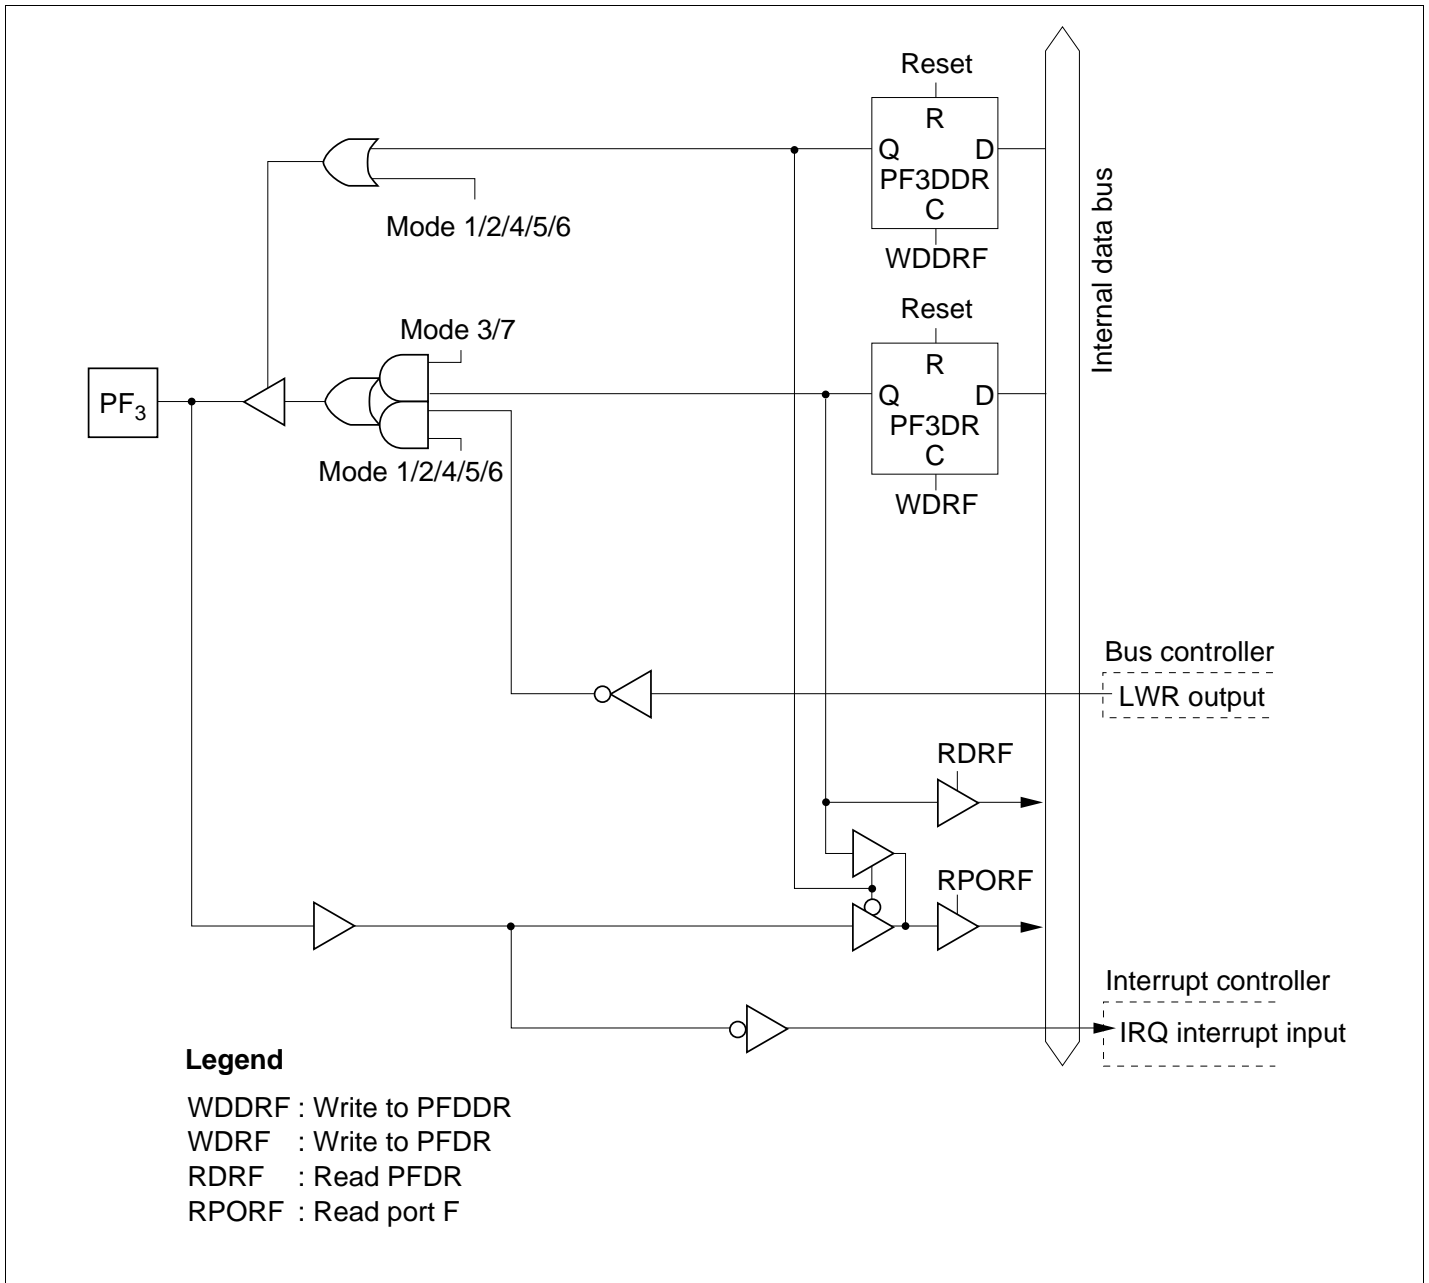 Reset
R
Q D
PF3DDR
C
WDDRF
Mode 1/2/4/5/6
Internal data bus
Reset
R
Q D
PF3DR
C
WDRF
Mode 3/7
PF3
Mode 1/2/4/5/6
Bus controller
LWR output
RDRF
RPORF
Interrupt controller
IRQ interrupt input
Legend
WDDRF : Write to PFDDR
WDRF : Write to PFDR
RDRF : Read PFDR
RPORF : Read port F